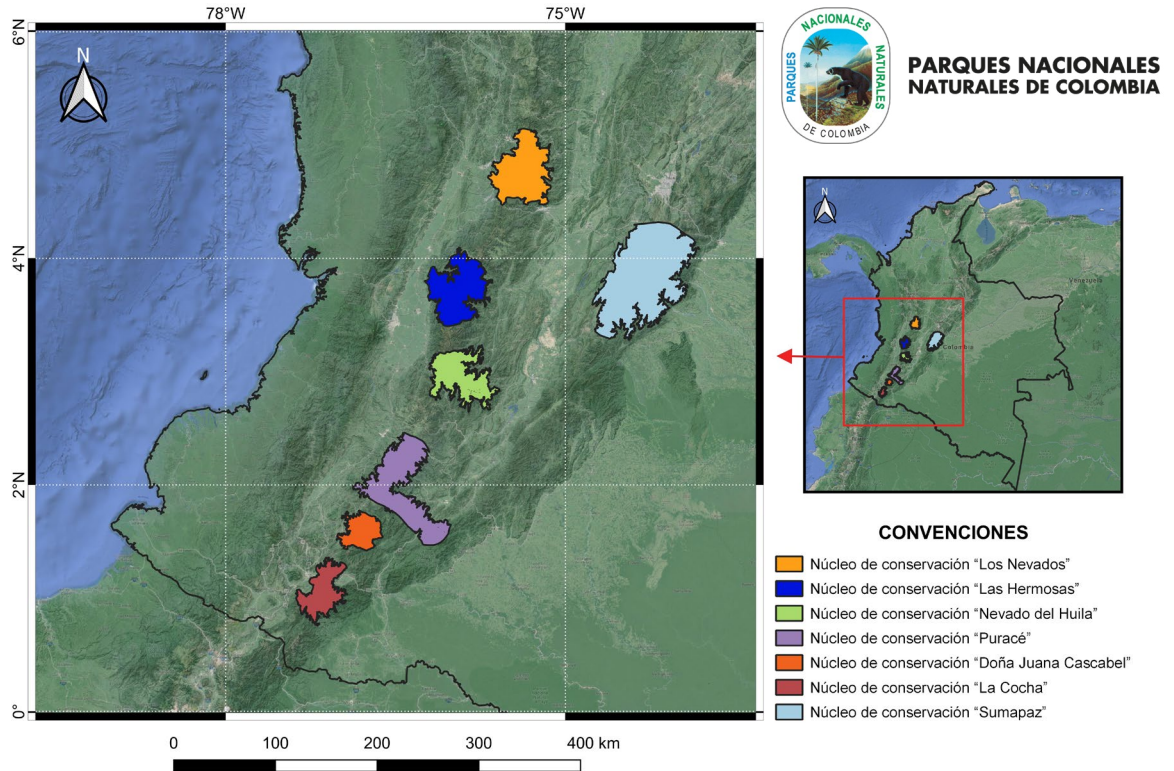 78°W
75°W
6°N
4°N
2°N
0°
N
0 100 200 300 400 km
PARQUES NACIONALES NATURALES DE COLOMBIA
PARQUES NACIONALES
NATURALES DE COLOMBIA
N
Venezuela
Colombia
CONVENCIONES
Núcleo de conservación “Los Nevados”
Núcleo de conservación “Las Hermosas”
Núcleo de conservación “Nevado del Huila”
Núcleo de conservación “Puracé”
Núcleo de conservación “Doña Juana Cascabel”
Núcleo de conservación “La Cocha”
Núcleo de conservación “Sumapaz”